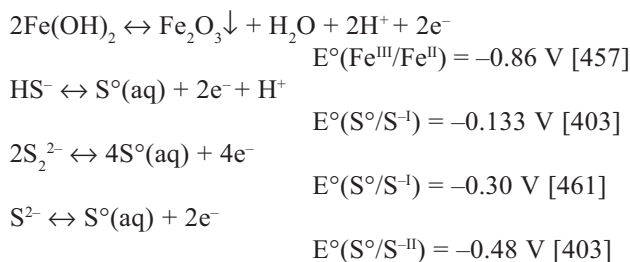 2Fe(OH)₂ ↔ Fe₂O₃↓ + H₂O + 2H⁺ + 2e⁻
E°(Feᴵᴵᴵ/Feᴵᴵ) = –0.86 V [457]
HS⁻ ↔ S°(aq) + 2e⁻ + H⁺
E°(S°/S⁻ᴵ) = –0.133 V [403]
2S₂²⁻ ↔ 4S°(aq) + 4e⁻
E°(S°/S⁻ᴵ) = –0.30 V [461]
S²⁻ ↔ S°(aq) + 2e⁻
E°(S°/S⁻ᴵᴵ) = –0.48 V [403]